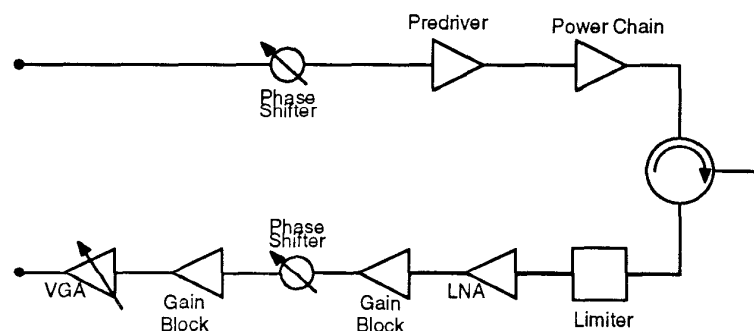 Predriver
Power Chain
Phase
Shifter
Phase
Shifter
VGA
Gain
Block
Gain
Block
LNA
Limiter